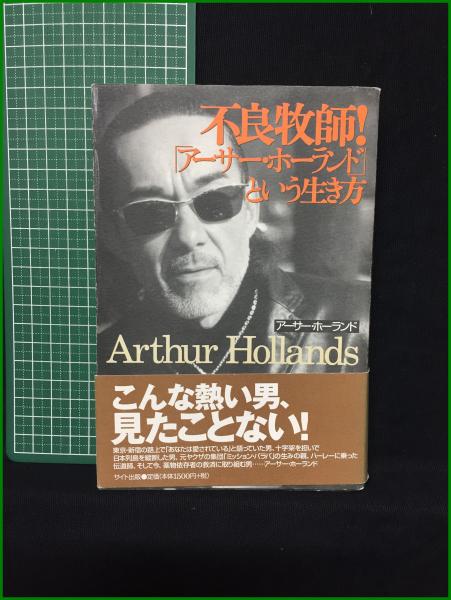 不良牧師!
「アーサー・ホーランド」
という生き方
アーサー・ホーランド
Arthur Hollands
こんな熱い男、
見たことない!
東京・新宿の路上で「あなたは愛されている」と語っていた男、十字架を担いで
日本列島を縦断した男、元ヤクザの集団「ミッション・バラバ」の生みの親、ハーレーに乗った
伝道師、そして今、薬物依存者の救済に取り組む男……アーサー・ホーランド
サイト出版●定価(本体1500円+税)